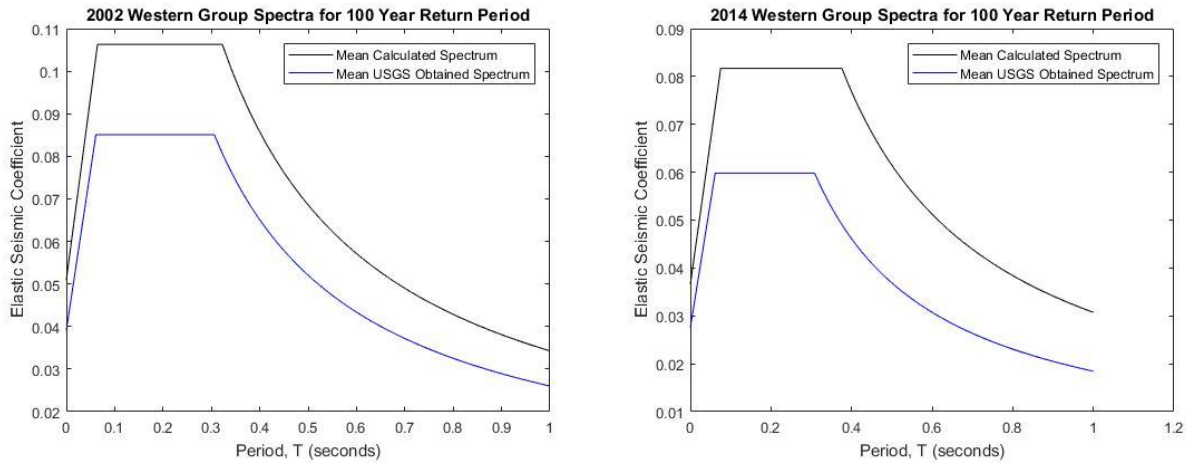 2002 Western Group Spectra for 100 Year Return Period
0.11
0.1
0.09
0.08
0.07
0.06
0.05
0.04
0.03
0.02
Elastic Seismic Coefficient
Mean Calculated Spectrum
Mean USGS Obtained Spectrum
0 0.1 0.2 0.3 0.4 0.5 0.6 0.7 0.8 0.9 1
Period, T (seconds)
2014 Western Group Spectra for 100 Year Return Period
0.09
0.08
0.07
0.06
0.05
0.04
0.03
0.02
0.01
Elastic Seismic Coefficient
Mean Calculated Spectrum
Mean USGS Obtained Spectrum
0 0.2 0.4 0.6 0.8 1 1.2
Period, T (seconds)